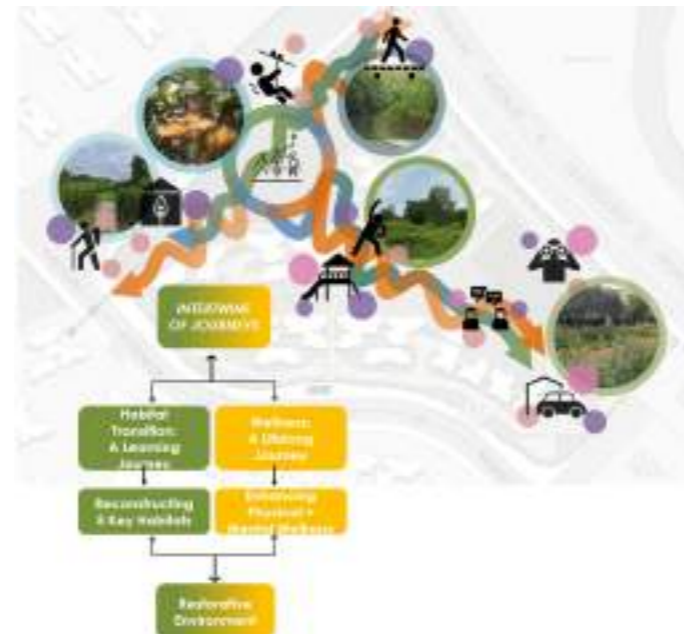 INTERTWINE
OF JOURNEYS
Habitat
Transition:
A Learning
Journey
Wellness:
A Lifelong
Journey
Reconstructing
Key Habitats
Enhancing
Physical +
Mental Wellness
Restorative
Environment